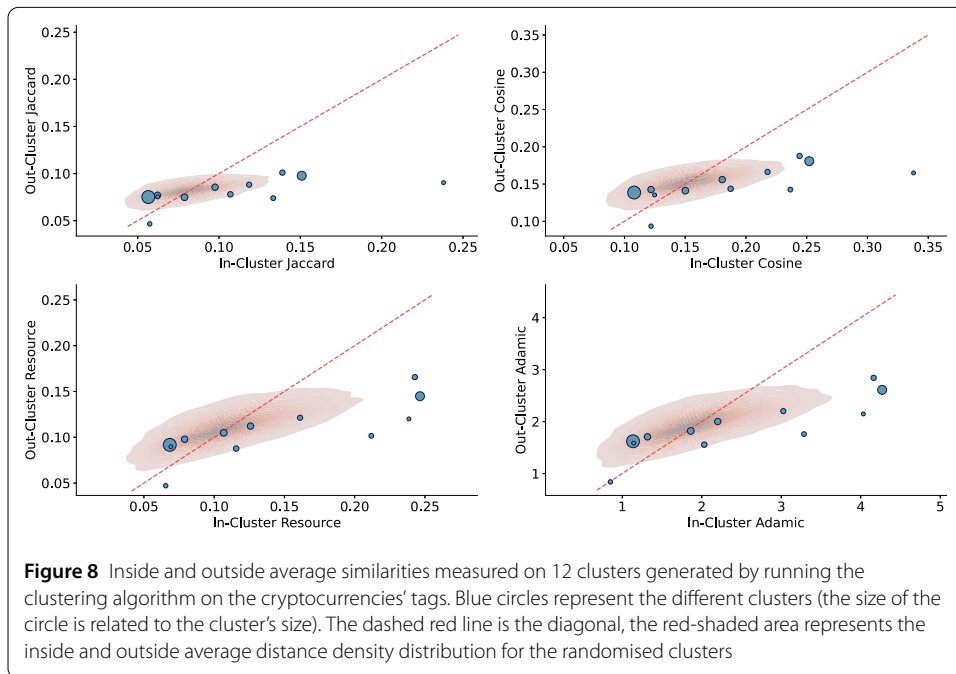 0.25
0.20
0.15
0.10
0.05
Out-Cluster Jaccard
0.05 0.10 0.15 0.20 0.25
In-Cluster Jaccard
0.35
0.30
0.25
0.20
0.15
0.10
Out-Cluster Cosine
0.05 0.10 0.15 0.20 0.25 0.30 0.35
In-Cluster Cosine
0.25
0.20
0.15
0.10
0.05
Out-Cluster Resource
0.05 0.10 0.15 0.20 0.25
In-Cluster Resource
4
3
2
1
Out-Cluster Adamic
1 2 3 4 5
In-Cluster Adamic
Figure 8 Inside and outside average similarities measured on 12 clusters generated by running the
clustering algorithm on the cryptocurrencies’ tags. Blue circles represent the different clusters (the size of the
circle is related to the cluster’s size). The dashed red line is the diagonal, the red-shaded area represents the
inside and outside average distance density distribution for the randomised clusters